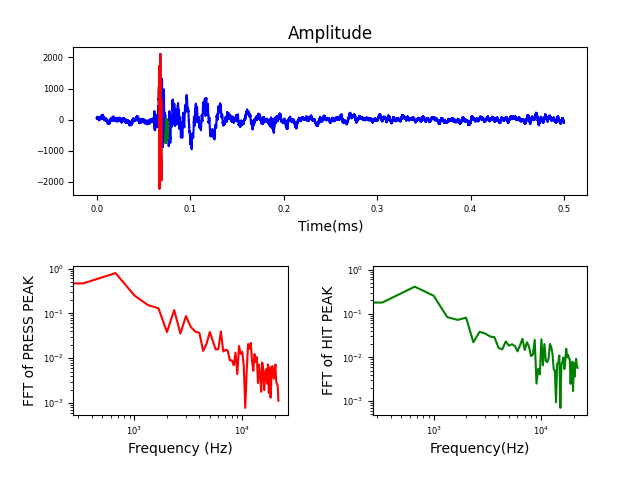 Amplitude
2000
1000
0
−1000
−2000
0.0 0.1 0.2 0.3 0.4 0.5
Time(ms)
FFT of PRESS PEAK
10⁰
10⁻¹
10⁻²
10⁻³
10³ 10⁴
Frequency (Hz)
FFT of HIT PEAK
10⁰
10⁻¹
10⁻²
10⁻³
10³ 10⁴
Frequency(Hz)